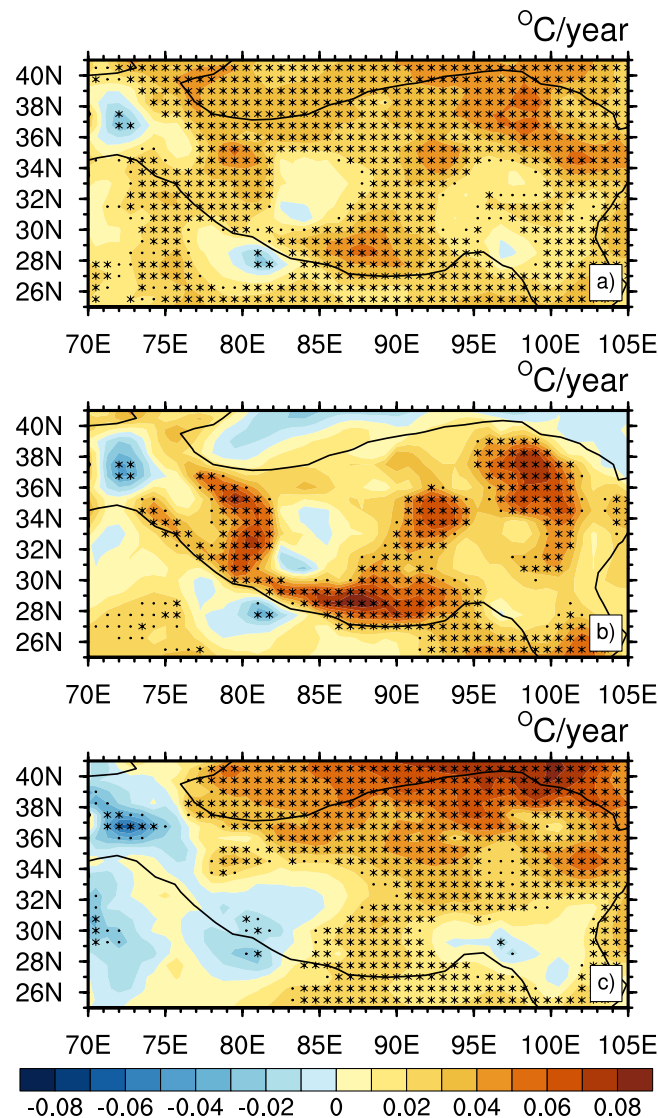 °C/year
40N
38N
36N
34N
32N
30N
28N
26N
a)
70E 75E 80E 85E 90E 95E 100E 105E
°C/year
40N
38N
36N
34N
32N
30N
28N
26N
b)
70E 75E 80E 85E 90E 95E 100E 105E
°C/year
40N
38N
36N
34N
32N
30N
28N
26N
c)
70E 75E 80E 85E 90E 95E 100E 105E
-0.08 -0.06 -0.04 -0.02 0 0.02 0.04 0.06 0.08